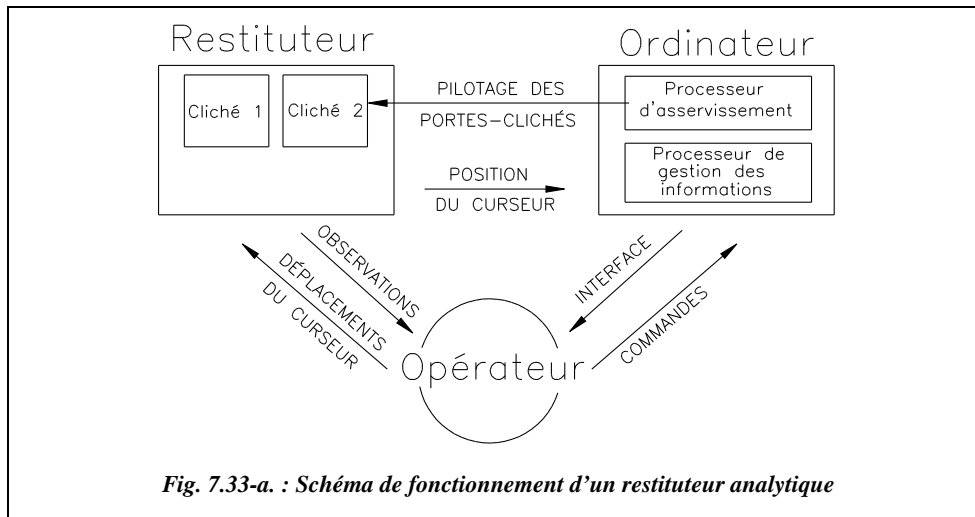 Restituteur
Ordinateur
Cliché 1
Cliché 2
PILOTAGE DES
PORTES-CLICHÉS
Processeur
d'asservissement
Processeur de
gestion des
informations
POSITION
DU CURSEUR
OBSERVATIONS
DÉPLACEMENTS
DU CURSEUR
INTERFACE
COMMANDES
Opérateur
Fig. 7.33-a. : Schéma de fonctionnement d'un restituteur analytique